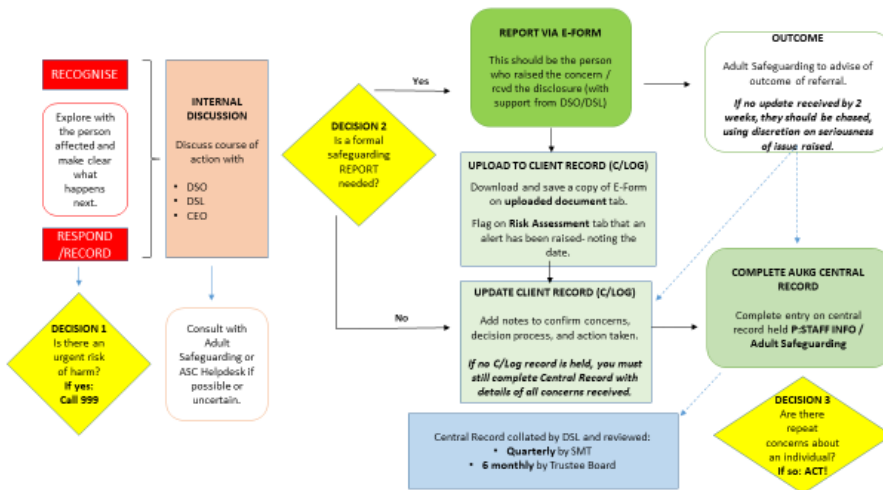 RECOGNISE
Explore with
the person
affected and
make clear
what
happens
next.
RESPOND
/RECORD
DECISION 1
Is there an
urgent risk
of harm?
If yes:
Call 999
INTERNAL
DISCUSSION
Discuss course of
action with
• DSO
• DSL
• CEO
Consult with
Adult
Safeguarding or
ASC Helpdesk if
possible or
uncertain.
DECISION 2
Is a formal
safeguarding
REPORT
needed?
Yes
No
REPORT VIA E-FORM
This should be the person
who raised the concern /
rcvd the disclosure (with
support from DSO/DSL)
UPLOAD TO CLIENT RECORD (C/LOG)
Download and save a copy of E-Form
on uploaded document tab.
Flag on Risk Assessment tab that an
alert has been raised- noting the
date.
UPDATE CLIENT RECORD (C/LOG)
Add notes to confirm concerns,
decision process, and action taken.
If no C/Log record is held, you must
still complete Central Record with
details of all concerns received.
Central Record collated by DSL and reviewed:
• Quarterly by SMT
• 6 monthly by Trustee Board
OUTCOME
Adult Safeguarding to advise of
outcome of referral.
If no update received by 2
weeks, they should be chased,
using discretion on seriousness
of issue raised.
COMPLETE AUKG CENTRAL
RECORD
Complete entry on central
record held P:STAFF INFO /
Adult Safeguarding
DECISION 3
Are there
repeat
concerns about
an individual?
If so: ACT!